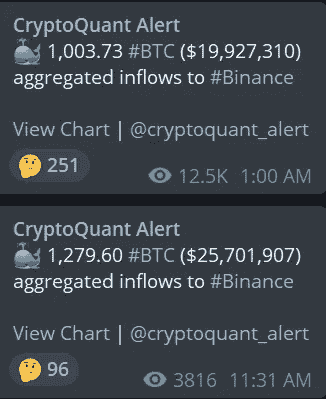 CryptoQuant Alert
🐳 1,003.73 #BTC ($19,927,310)
aggregated inflows to #Binance
View Chart | @cryptoquant_alert
🤔 251
12.5K 1:00 AM
CryptoQuant Alert
🐳 1,279.60 #BTC ($25,701,907)
aggregated inflows to #Binance
View Chart | @cryptoquant_alert
🤔 96
3816 11:31 AM